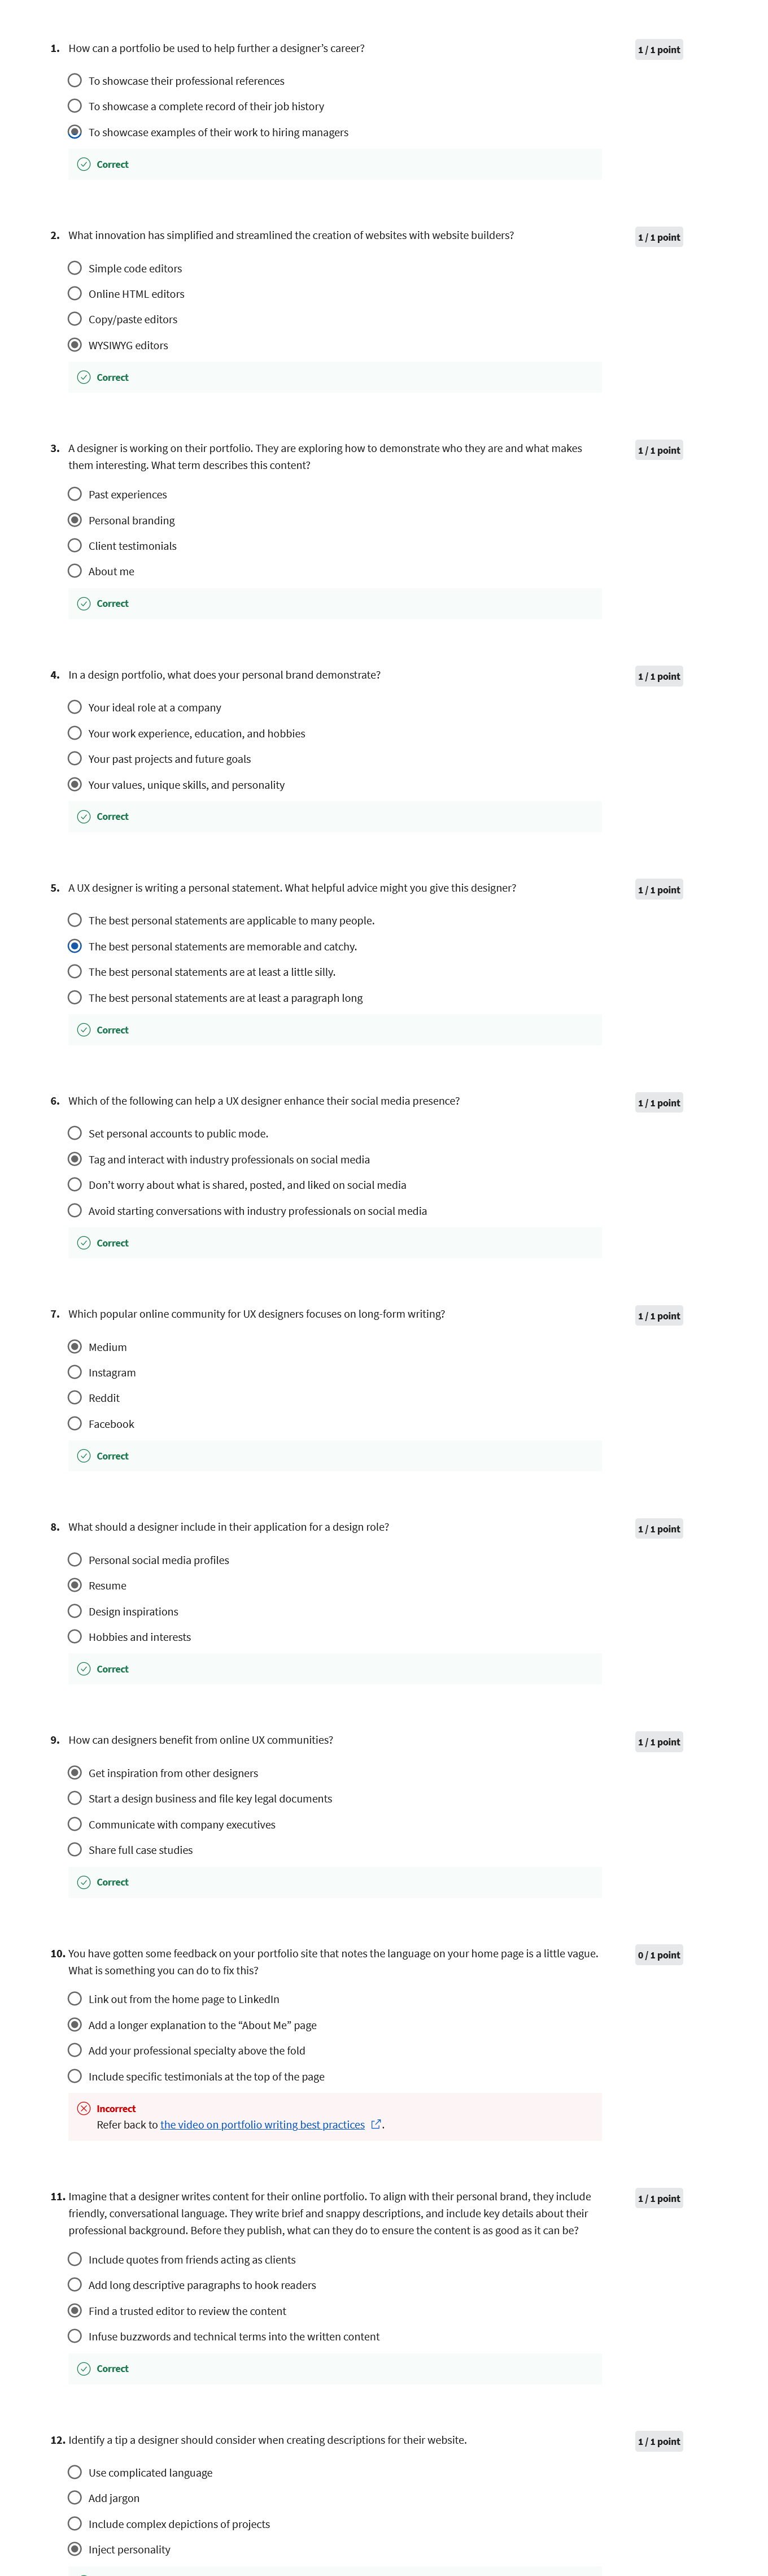 1. How can a portfolio be used to help further a designer’s career?
1 / 1 point
To showcase their professional references
To showcase a complete record of their job history
To showcase examples of their work to hiring managers
Correct
2. What innovation has simplified and streamlined the creation of websites with website builders?
1 / 1 point
Simple code editors
Online HTML editors
Copy/paste editors
WYSIWYG editors
Correct
3. A designer is working on their portfolio. They are exploring how to demonstrate who they are and what makes
them interesting. What term describes this content?
1 / 1 point
Past experiences
Personal branding
Client testimonials
About me
Correct
4. In a design portfolio, what does your personal brand demonstrate?
1 / 1 point
Your ideal role at a company
Your work experience, education, and hobbies
Your past projects and future goals
Your values, unique skills, and personality
Correct
5. A UX designer is writing a personal statement. What helpful advice might you give this designer?
1 / 1 point
The best personal statements are applicable to many people.
The best personal statements are memorable and catchy.
The best personal statements are at least a little silly.
The best personal statements are at least a paragraph long
Correct
6. Which of the following can help a UX designer enhance their social media presence?
1 / 1 point
Set personal accounts to public mode.
Tag and interact with industry professionals on social media
Don’t worry about what is shared, posted, and liked on social media
Avoid starting conversations with industry professionals on social media
Correct
7. Which popular online community for UX designers focuses on long-form writing?
1 / 1 point
Medium
Instagram
Reddit
Facebook
Correct
8. What should a designer include in their application for a design role?
1 / 1 point
Personal social media profiles
Resume
Design inspirations
Hobbies and interests
Correct
9. How can designers benefit from online UX communities?
1 / 1 point
Get inspiration from other designers
Start a design business and file key legal documents
Communicate with company executives
Share full case studies
Correct
10. You have gotten some feedback on your portfolio site that notes the language on your home page is a little vague.
What is something you can do to fix this?
0 / 1 point
Link out from the home page to LinkedIn
Add a longer explanation to the “About Me” page
Add your professional specialty above the fold
Include specific testimonials at the top of the page
Incorrect
Refer back to the video on portfolio writing best practices .
11. Imagine that a designer writes content for their online portfolio. To align with their personal brand, they include
friendly, conversational language. They write brief and snappy descriptions, and include key details about their
professional background. Before they publish, what can they do to ensure the content is as good as it can be?
1 / 1 point
Include quotes from friends acting as clients
Add long descriptive paragraphs to hook readers
Find a trusted editor to review the content
Infuse buzzwords and technical terms into the written content
Correct
12. Identify a tip a designer should consider when creating descriptions for their website.
1 / 1 point
Use complicated language
Add jargon
Include complex depictions of projects
Inject personality